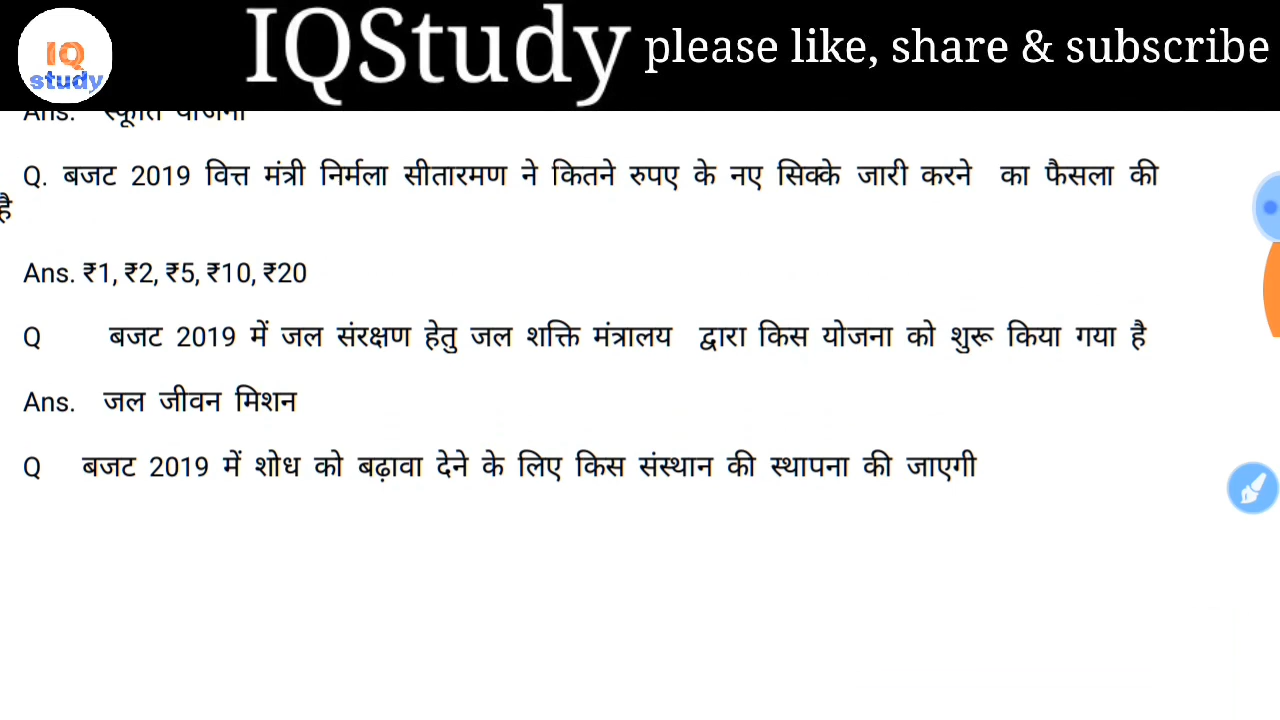 IQ
study
IQStudy please like, share & subscribe
Ans. स्फूर्ति योजना
Q. बजट 2019 वित्त मंत्री निर्मला सीतारमण ने कितने रुपए के नए सिक्के जारी करने का फैसला की
है
Ans. ₹1, ₹2, ₹5, ₹10, ₹20
Q बजट 2019 में जल संरक्षण हेतु जल शक्ति मंत्रालय द्वारा किस योजना को शुरू किया गया है
Ans. जल जीवन मिशन
Q बजट 2019 में शोध को बढ़ावा देने के लिए किस संस्थान की स्थापना की जाएगी